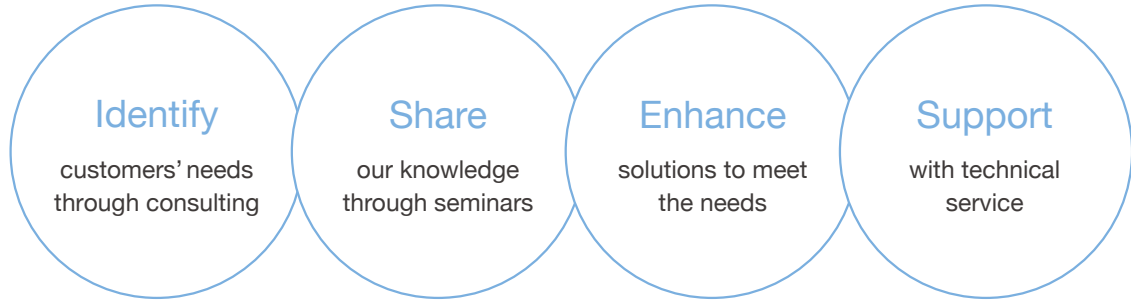 Identify
customers’ needs
through consulting
Share
our knowledge
through seminars
Enhance
solutions to meet
the needs
Support
with technical
service